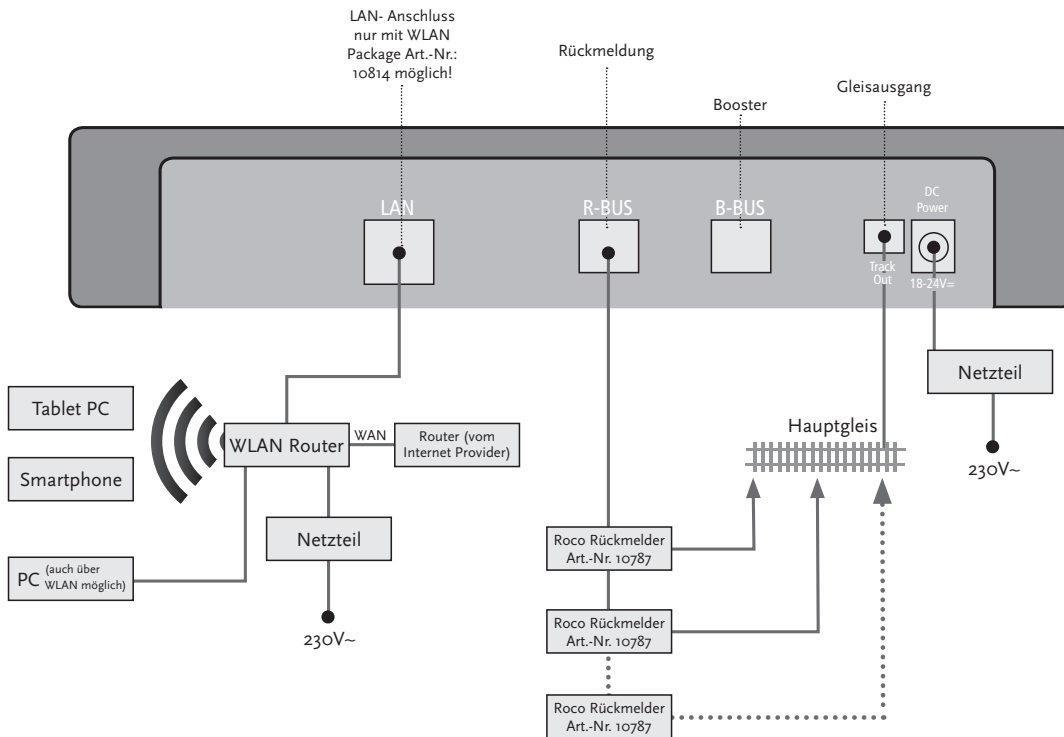 LAN- Anschluss
nur mit WLAN
Package Art.-Nr.:
10814 möglich!
Rückmeldung
Booster
Gleisausgang
LAN
R-BUS
B-BUS
DC
Power
Track
Out
18-24V=
Netzteil
230V~
Hauptgleis
Tablet PC
Smartphone
WLAN Router
WAN
Router (vom
Internet Provider)
Netzteil
230V~
PC (auch über
WLAN möglich)
Roco Rückmelder
Art.-Nr. 10787
Roco Rückmelder
Art.-Nr. 10787
Roco Rückmelder
Art.-Nr. 10787